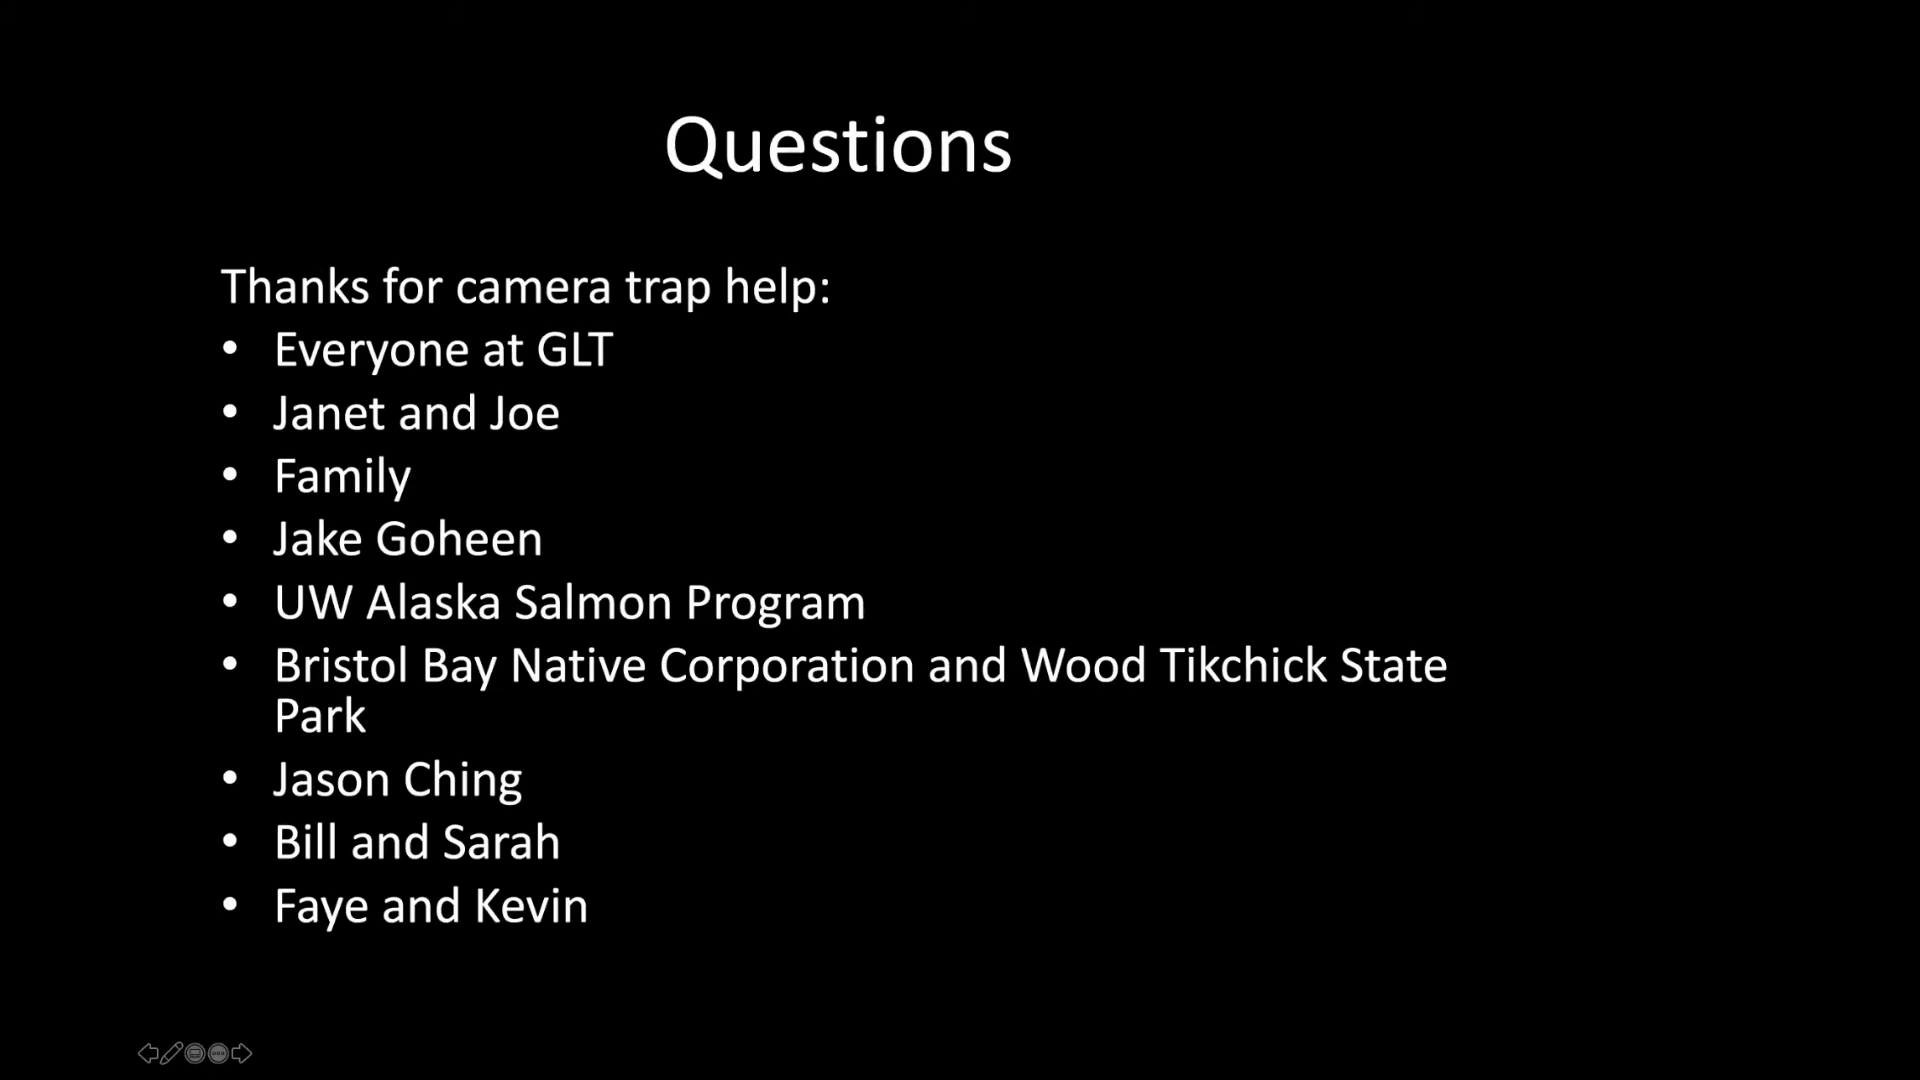 Questions
Thanks for camera trap help:
• Everyone at GLT
• Janet and Joe
• Family
• Jake Goheen
• UW Alaska Salmon Program
• Bristol Bay Native Corporation and Wood Tikchick State
Park
• Jason Ching
• Bill and Sarah
• Faye and Kevin